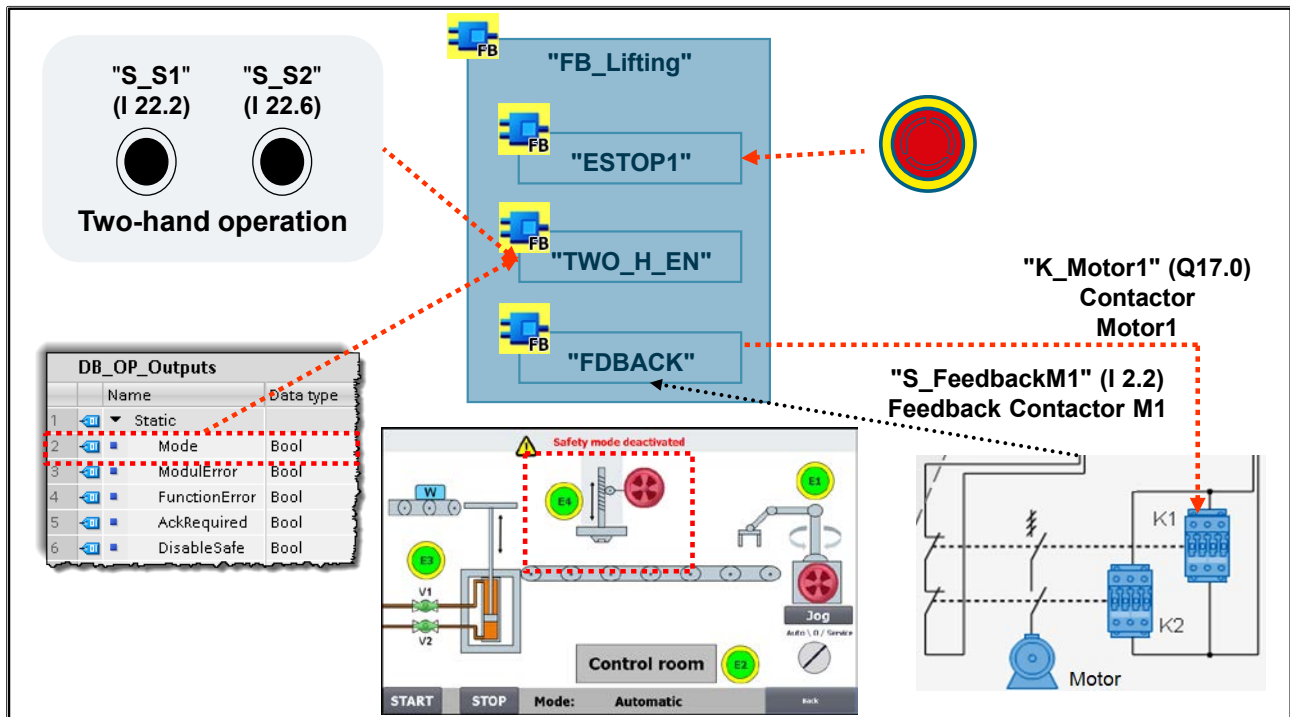 "S_S1"
(I 22.2)
"S_S2"
(I 22.6)
Two-hand operation
FB
"FB_Lifting"
FB
"ESTOP1"
FB
"TWO_H_EN"
FB
"FDBACK"
"K_Motor1" (Q17.0)
Contactor
Motor1
"S_FeedbackM1" (I 2.2)
Feedback Contactor M1
DB_OP_Outputs
Name Data type
1 Static
2 Mode Bool
3 ModulError Bool
4 FunctionError Bool
5 AckRequired Bool
6 DisableSafe Bool
Safety mode deactivated
W
E4
E1
E3
V1
V2
Jog
Auto \ 0 / Service
Control room
E2
START STOP Mode: Automatic Back
K1
K2
Motor